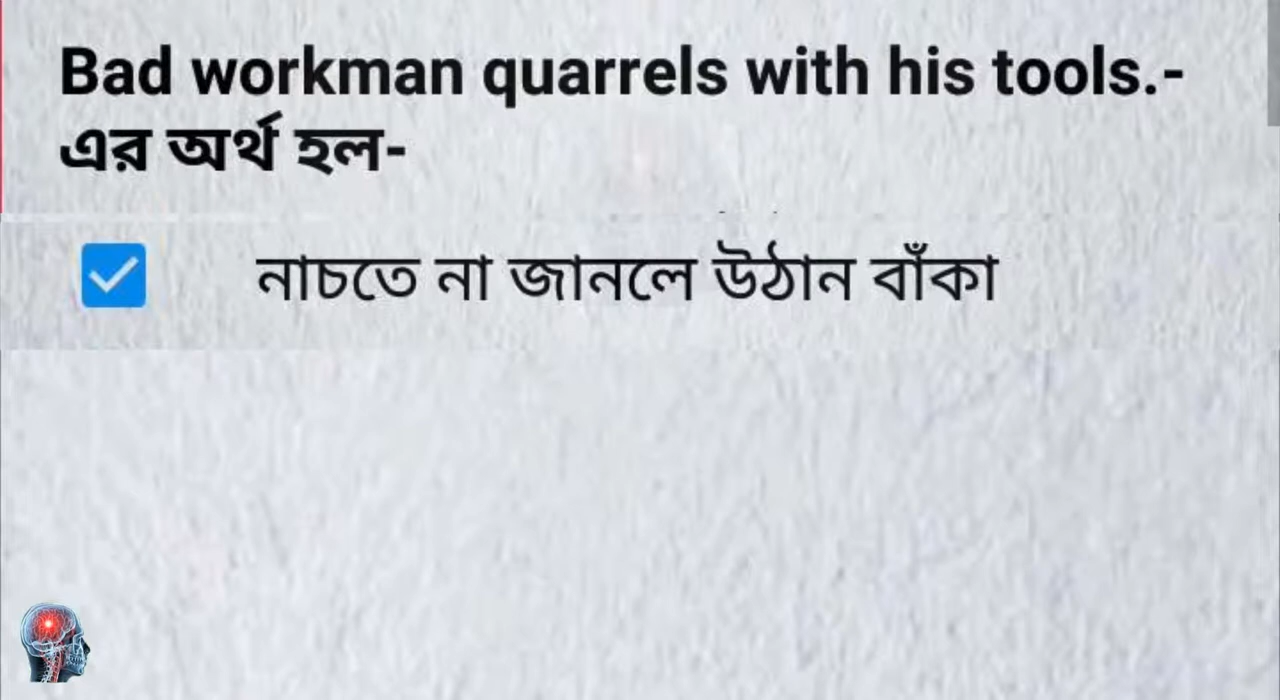 Bad workman quarrels with his tools.-
এর অর্থ হল-
নাচতে না জানলে উঠান বাঁকা